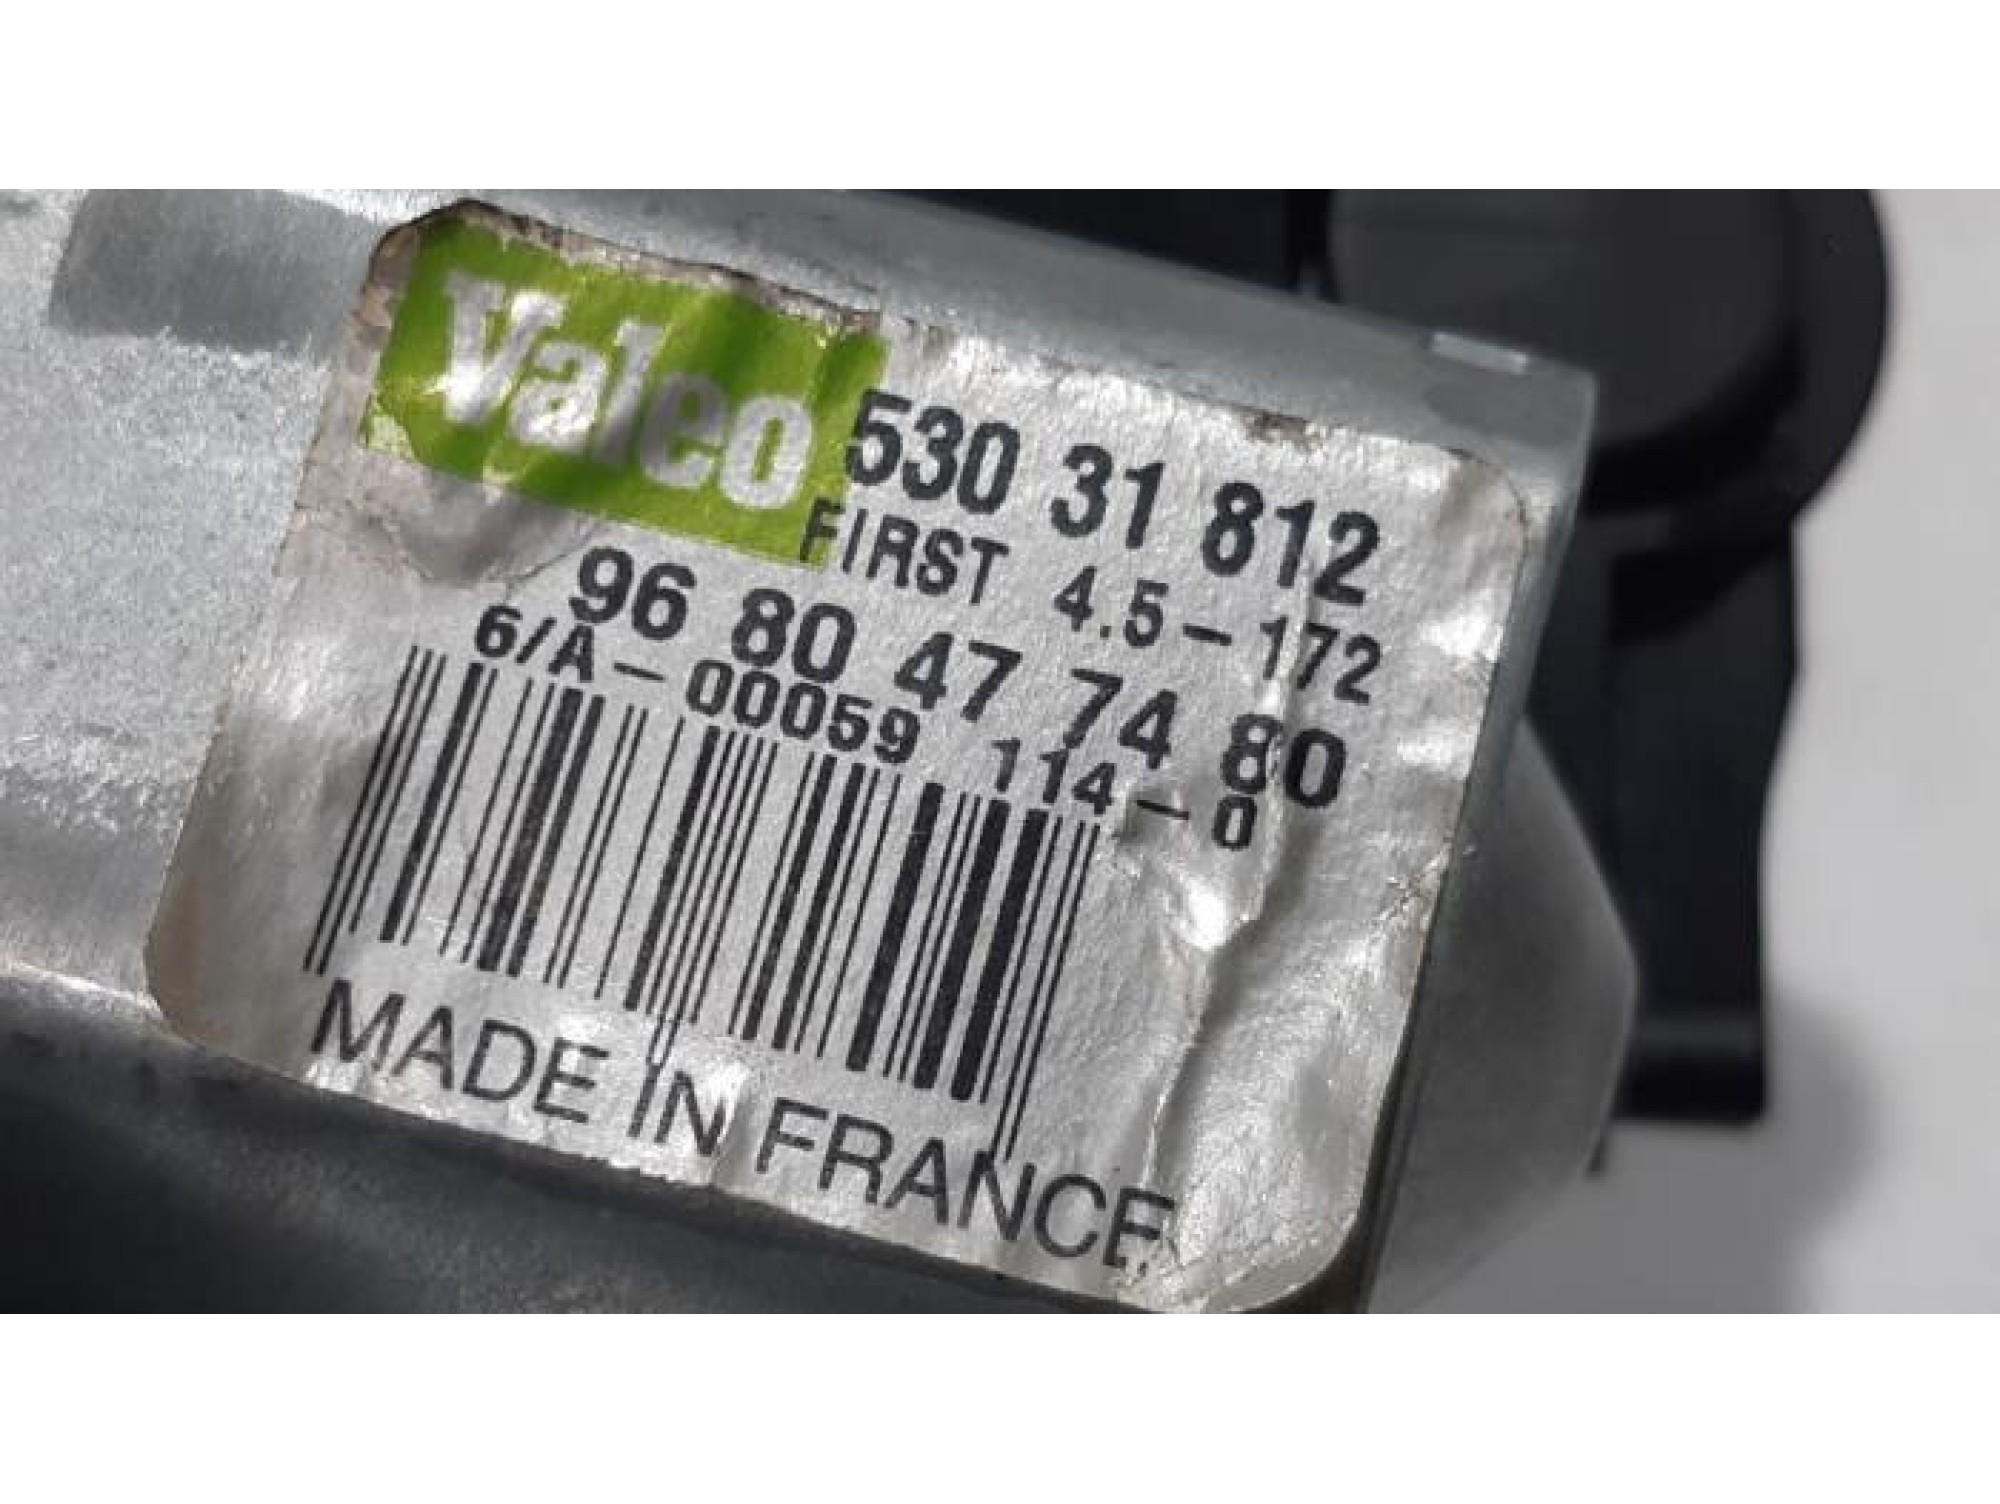 Valeo
530 31 812
FIRST 4.5-172
96 80 47 74 80
6/A-00059 114-0
MADE IN FRANCE